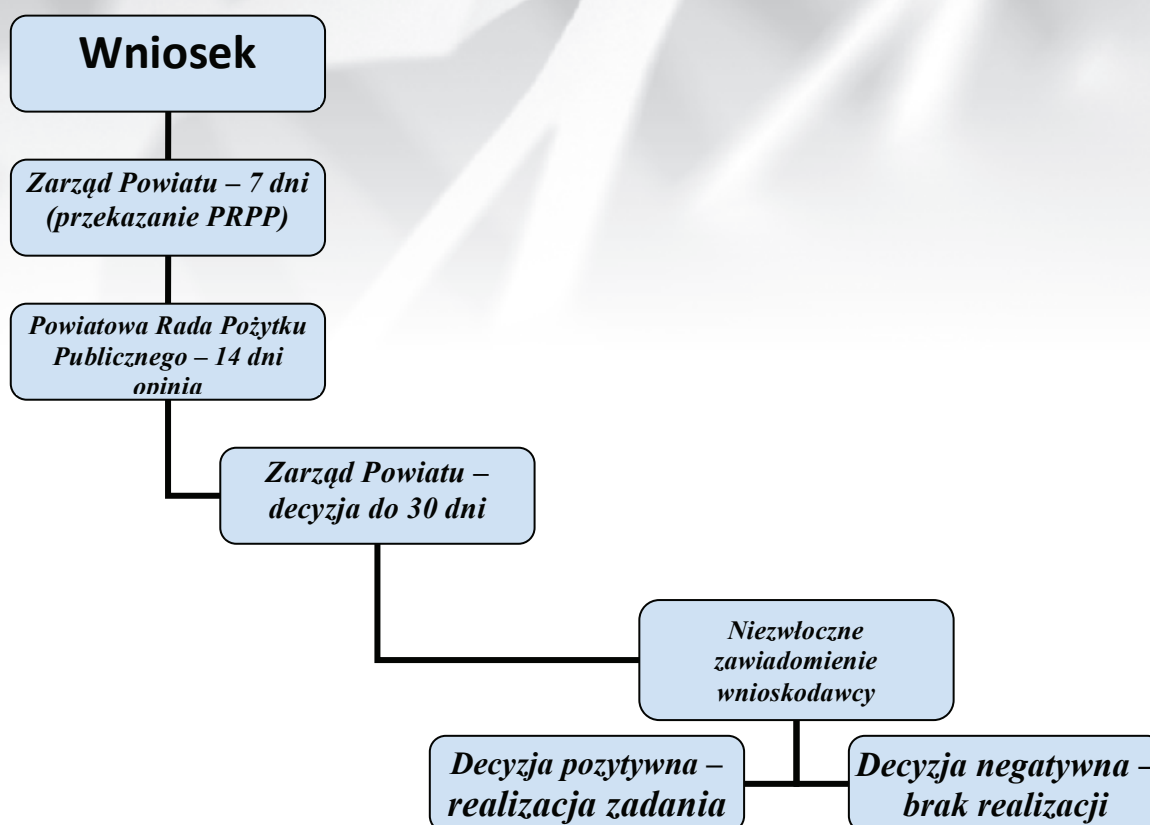 Wniosek
Zarząd Powiatu – 7 dni
(przekazanie PRPP)
Powiatowa Rada Pożytku
Publicznego – 14 dni
opinia
Zarząd Powiatu –
decyzja do 30 dni
Niezwłoczne
zawiadomienie
wnioskodawcy
Decyzja pozytywna –
realizacja zadania
Decyzja negatywna –
brak realizacji